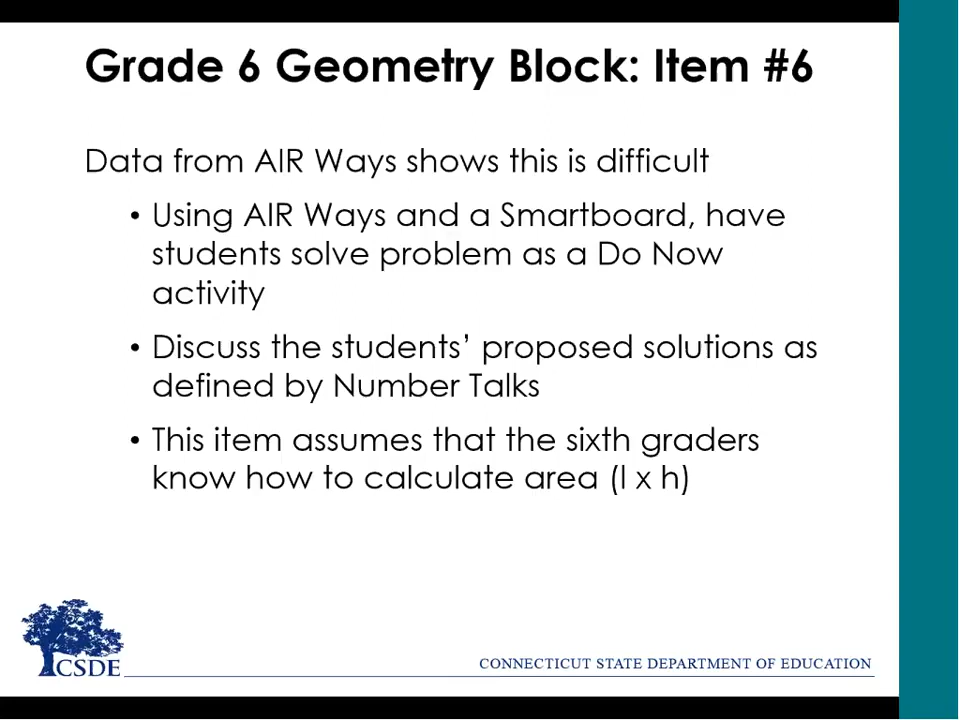 Grade 6 Geometry Block: Item #6
Data from AIR Ways shows this is difficult
• Using AIR Ways and a Smartboard, have
students solve problem as a Do Now
activity
• Discuss the students’ proposed solutions as
defined by Number Talks
• This item assumes that the sixth graders
know how to calculate area (l x h)
CSDE
CONNECTICUT STATE DEPARTMENT OF EDUCATION